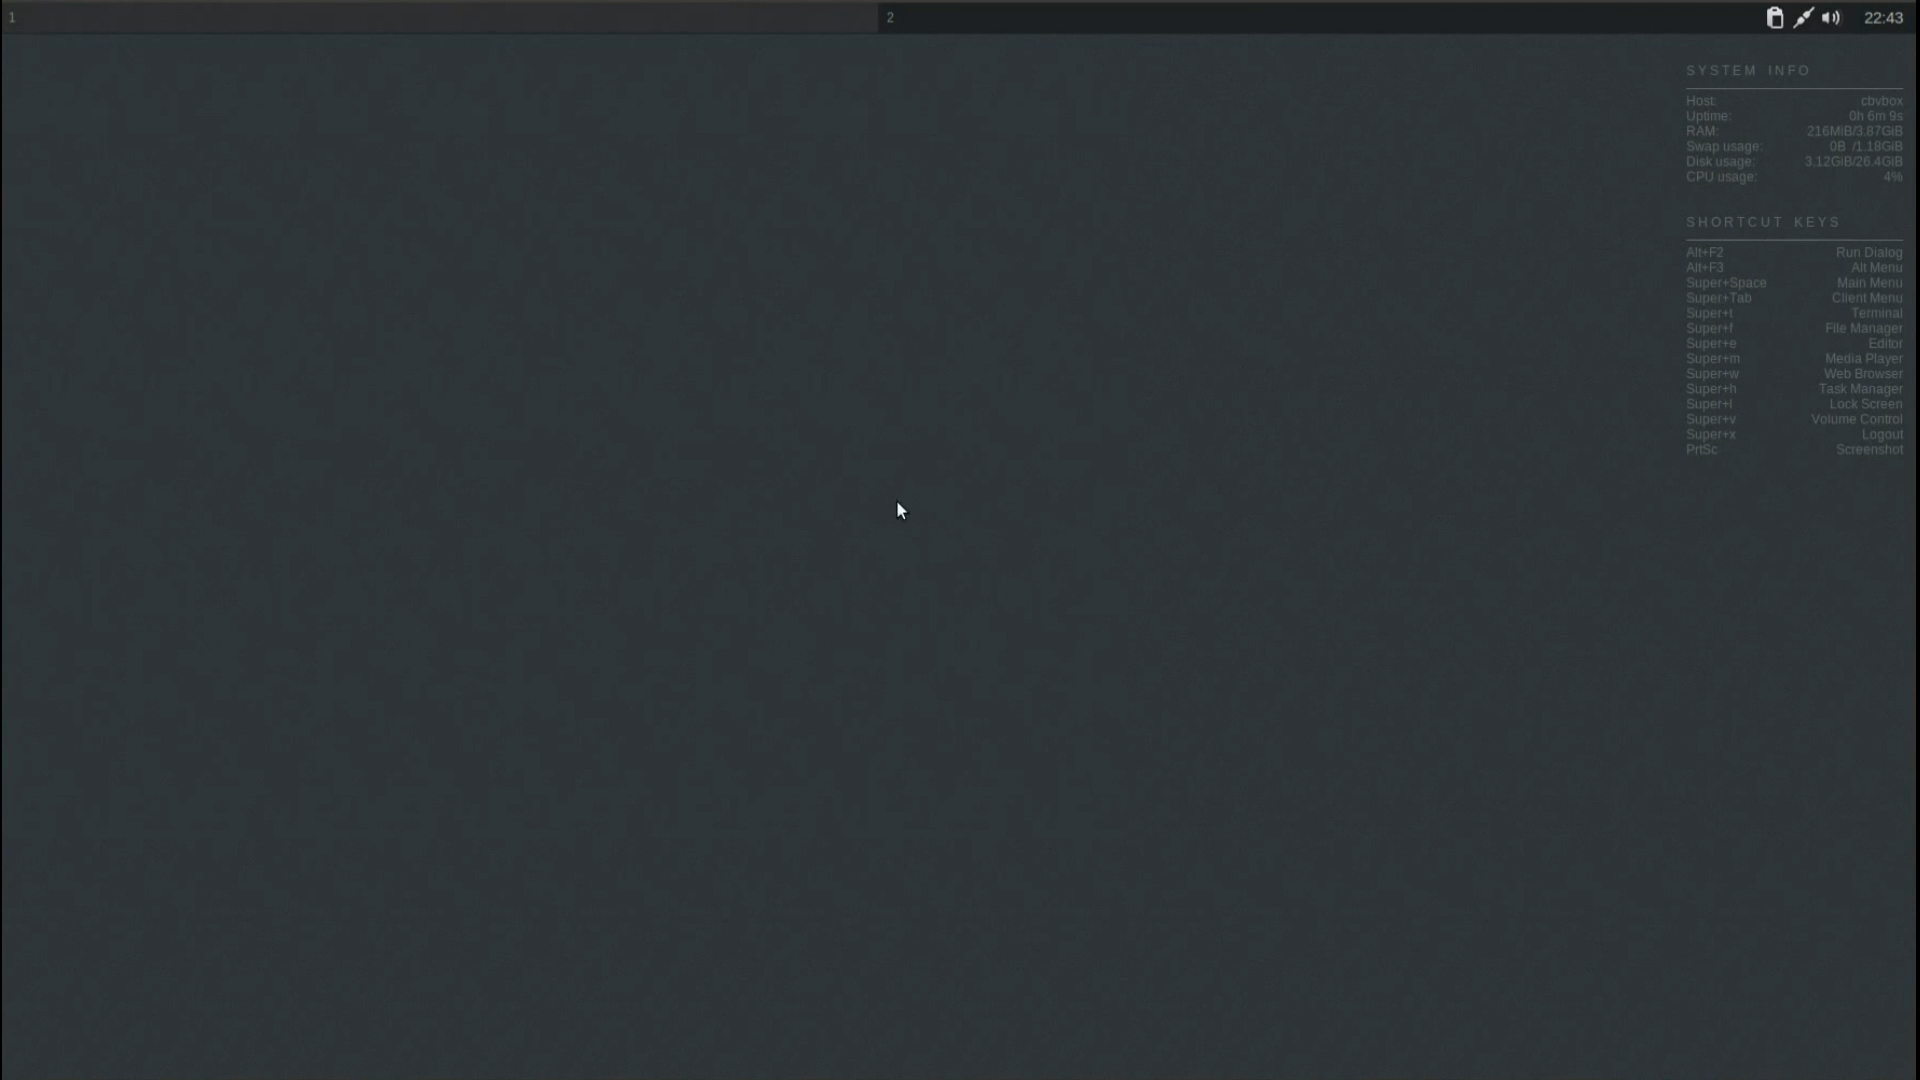 1 2 22:43
SYSTEM INFO
Host: cbvbox
Uptime: 0h 6m 9s
RAM: 216MiB/3.87GiB
Swap usage: 0B /1.18GiB
Disk usage: 3.12GiB/26.4GiB
CPU usage: 4%
SHORTCUT KEYS
Alt+F2 Run Dialog
Alt+F3 Alt Menu
Super+Space Main Menu
Super+Tab Client Menu
Super+t Terminal
Super+f File Manager
Super+e Editor
Super+m Media Player
Super+w Web Browser
Super+h Task Manager
Super+l Lock Screen
Super+v Volume Control
Super+x Logout
PrtSc Screenshot